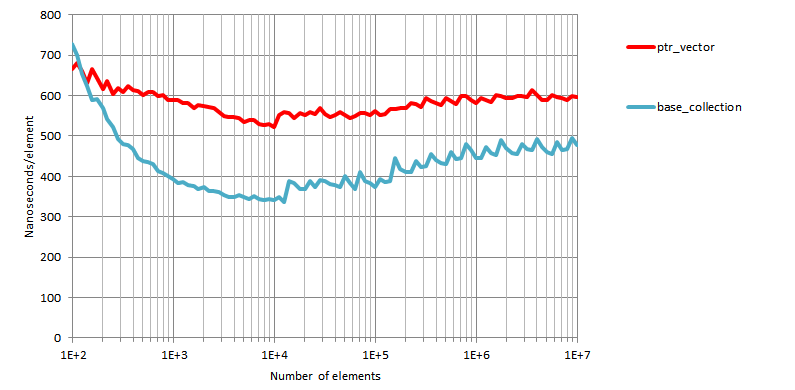 800
700
600
500
400
300
200
100
0
Nanoseconds/element
1E+2 1E+3 1E+4 1E+5 1E+6 1E+7
Number of elements
ptr_vector
base_collection